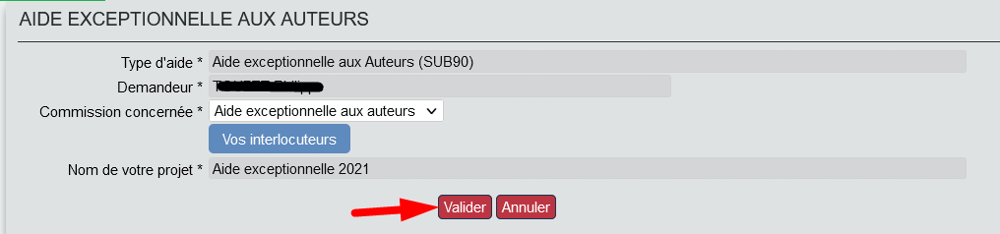 AIDE EXCEPTIONNELLE AUX AUTEURS
Type d'aide * Aide exceptionnelle aux Auteurs (SUB90)
Demandeur *
Commission concernée * Aide exceptionnelle aux auteurs
Vos interlocuteurs
Nom de votre projet * Aide exceptionnelle 2021
Valider Annuler